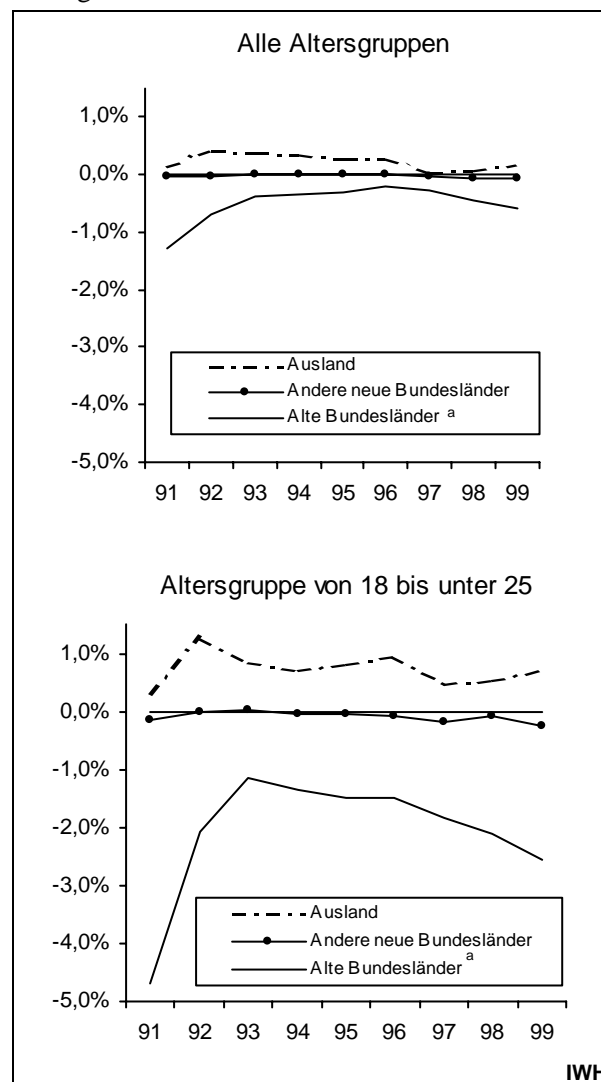 Alle Altersgruppen
1,0%
0,0%
-1,0%
-2,0%
-3,0%
-4,0%
-5,0%
Ausland
Andere neue Bundesländer
Alte Bundesländer a
91 92 93 94 95 96 97 98 99
Altersgruppe von 18 bis unter 25
1,0%
0,0%
-1,0%
-2,0%
-3,0%
-4,0%
-5,0%
Ausland
Andere neue Bundesländer
Alte Bundesländer a
91 92 93 94 95 96 97 98 99
IWH